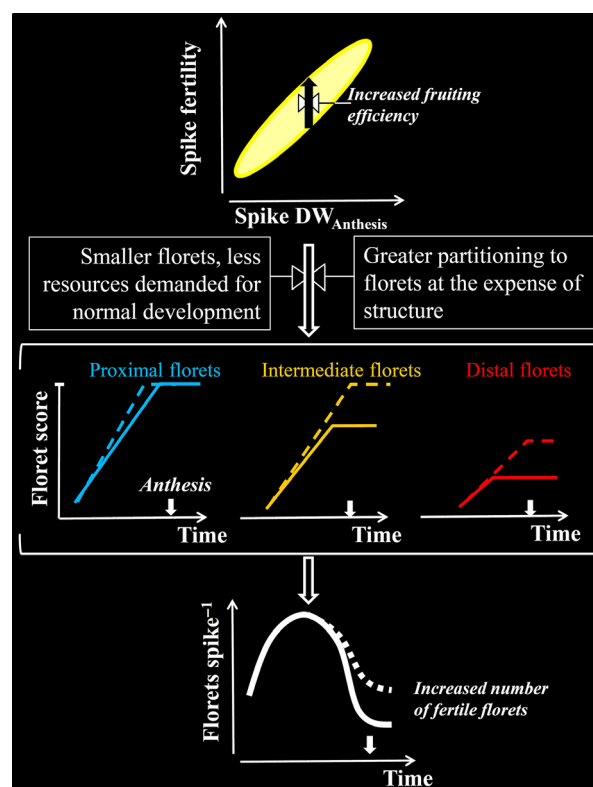 Spike fertility
Increased fruiting
efficiency
Spike DW Anthesis
Smaller florets, less
resources demanded for
normal development
Greater partitioning to
florets at the expense of
structure
Proximal florets
Intermediate florets
Distal florets
Floret score
Anthesis
Time
Time
Time
Florets spike⁻¹
Increased number
of fertile florets
Time